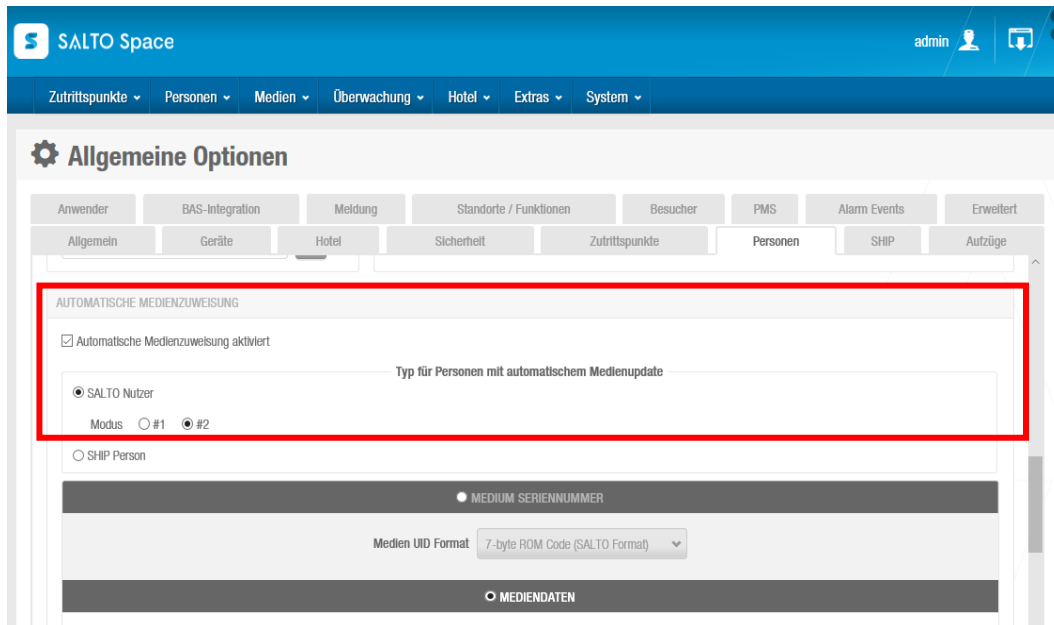 SALTO Space
admin
Zutrittspunkte Personen Medien Überwachung Hotel Extras System
Allgemeine Optionen
Anwender BAS-Integration Meldung Standorte / Funktionen Besucher PMS Alarm Events Erweitert
Allgemein Geräte Hotel Sicherheit Zutrittspunkte Personen SHIP Aufzüge
AUTOMATISCHE MEDIENZUWEISUNG
Automatische Medienzuweisung aktiviert
Typ für Personen mit automatischem Medienupdate
SALTO Nutzer
Modus #1 #2
SHIP Person
MEDIUM SERIENNUMMER
Medien UID Format 7-byte ROM Code (SALTO Format)
MEDIENDATEN